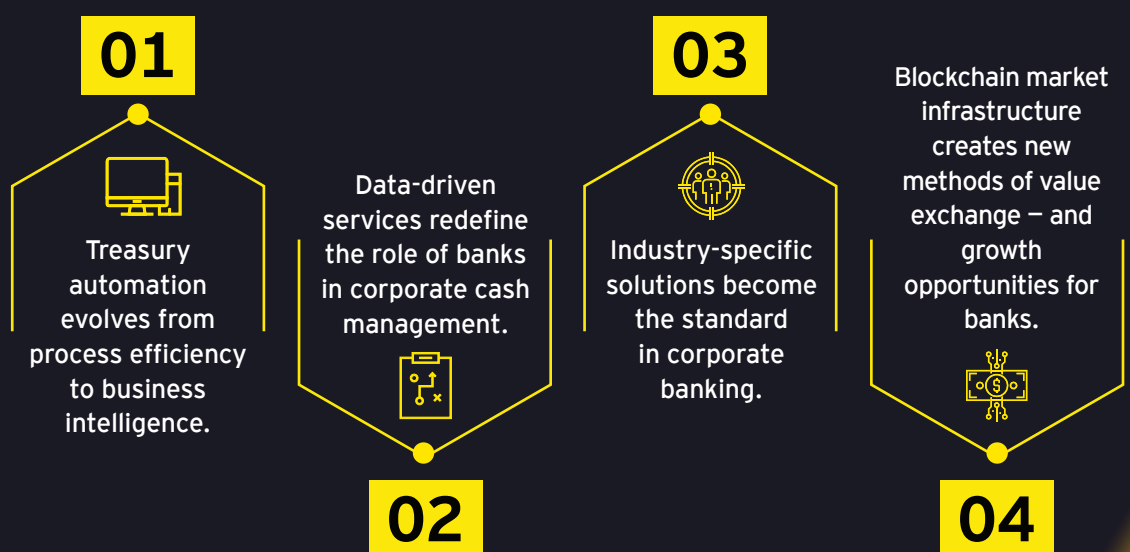 01
Treasury
automation
evolves from
process efficiency
to business
intelligence.
Data-driven
services redefine
the role of banks
in corporate cash
management.
02
03
Industry-specific
solutions become
the standard
in corporate
banking.
Blockchain market
infrastructure
creates new
methods of value
exchange – and
growth
opportunities for
banks.
$
04